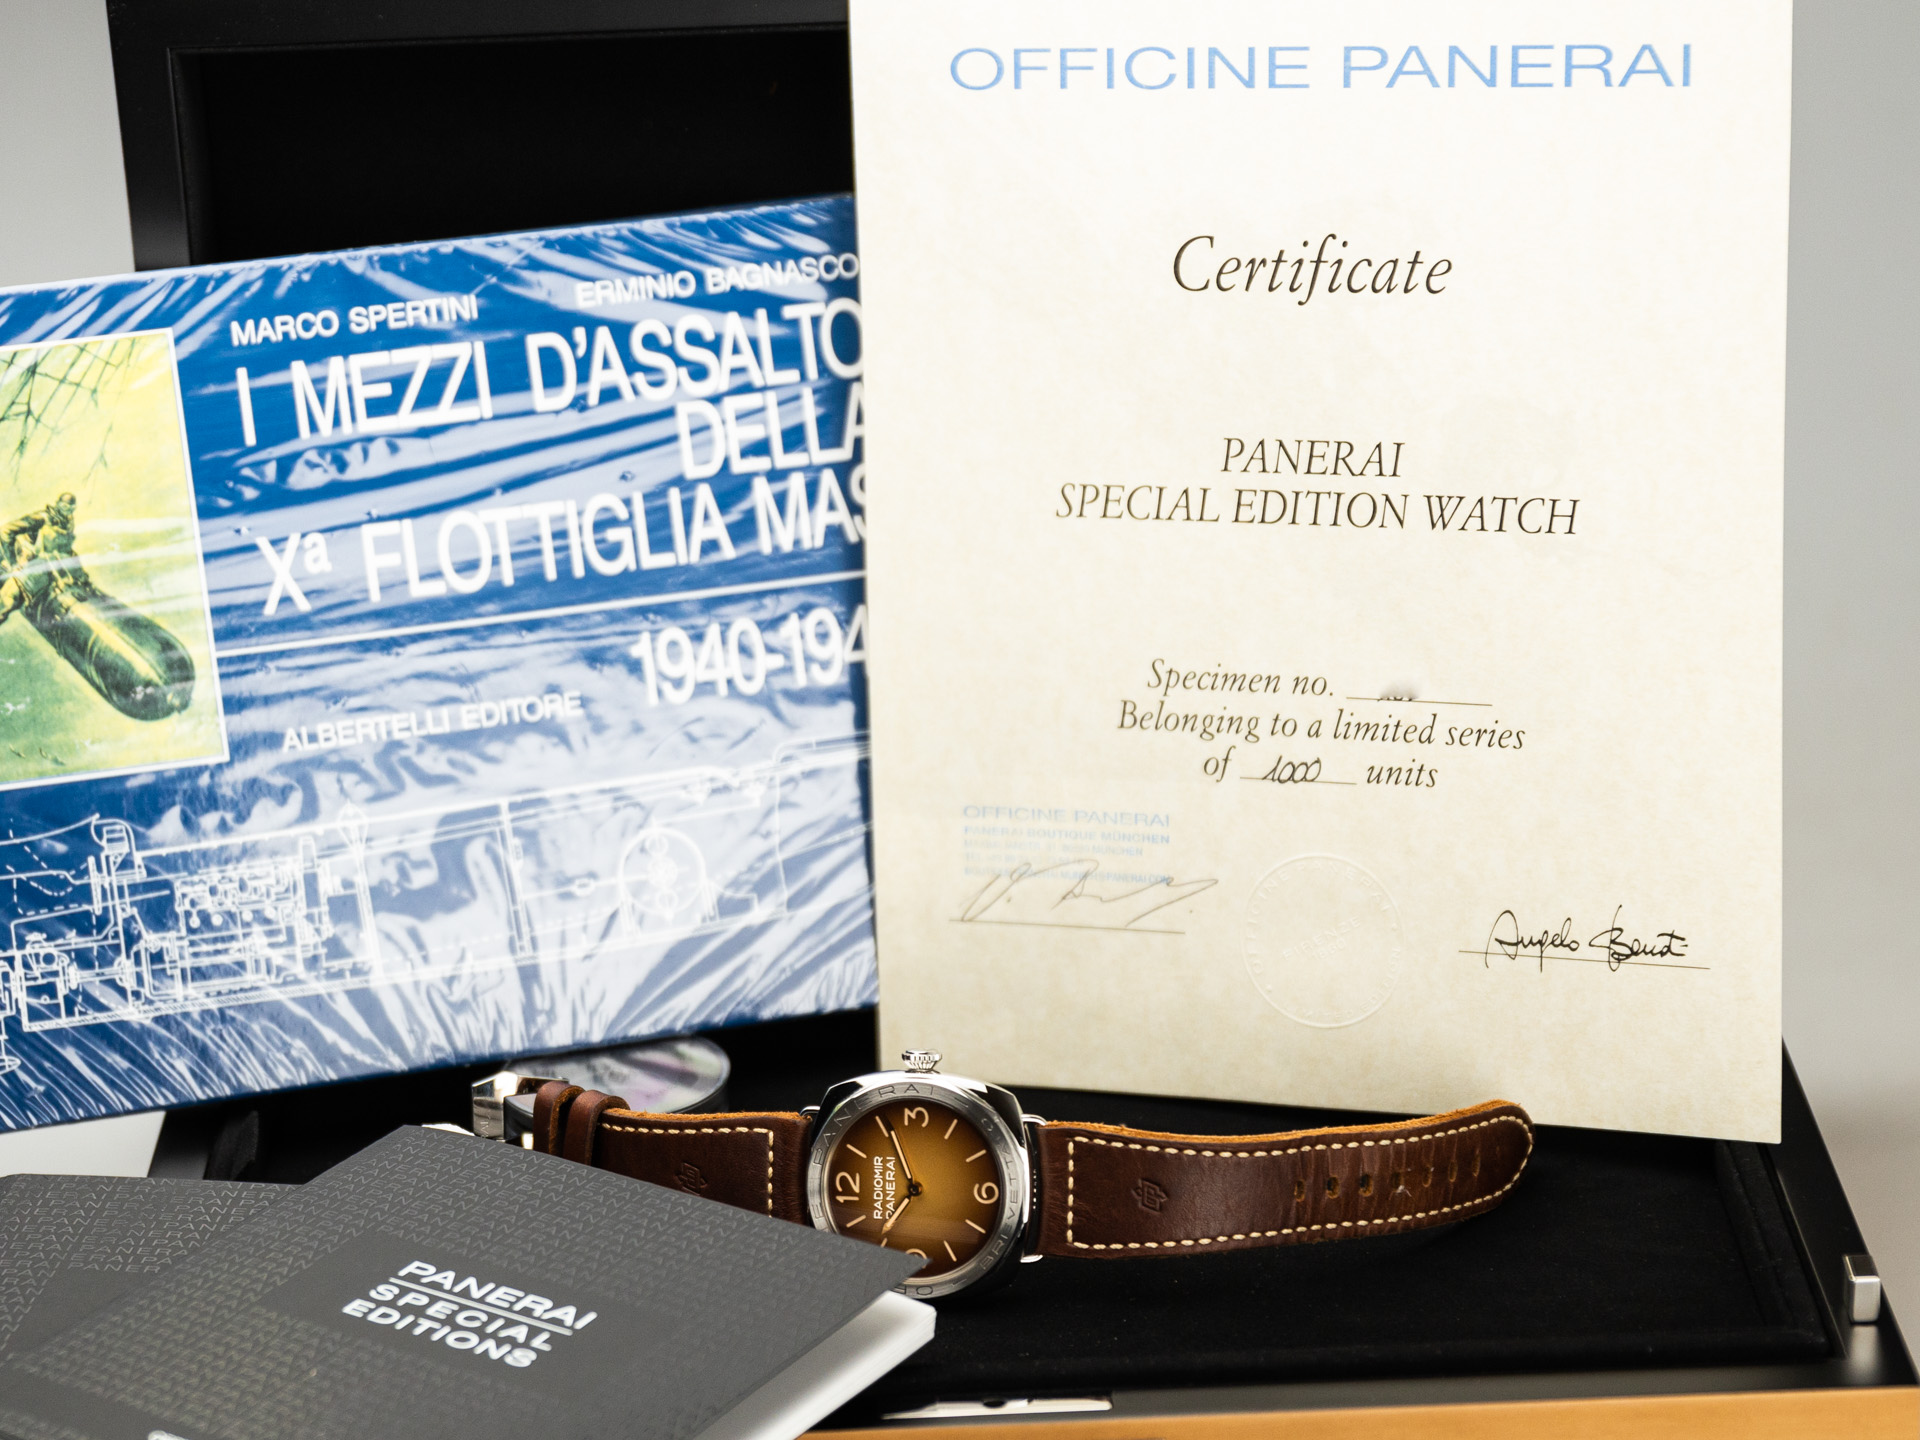 MARCO SPERTINI
ERMINIO BAGNASCO
I MEZZI D'ASSALTO
DELLA
Xª FLOTTIGLIA MAS
1940-194
ALBERTELLI EDITORE
OFFICINE PANERAI
Certificate
PANERAI
SPECIAL EDITION WATCH
Specimen no.
Belonging to a limited series
of 1000 units
OFFICINE PANERAI
PANERAI BOUTIQUE MÜNCHEN
PANERAI
BREVETT
12
3
6
RADIOMIR
PANERAI
PANERAI
SPECIAL
EDITIONS